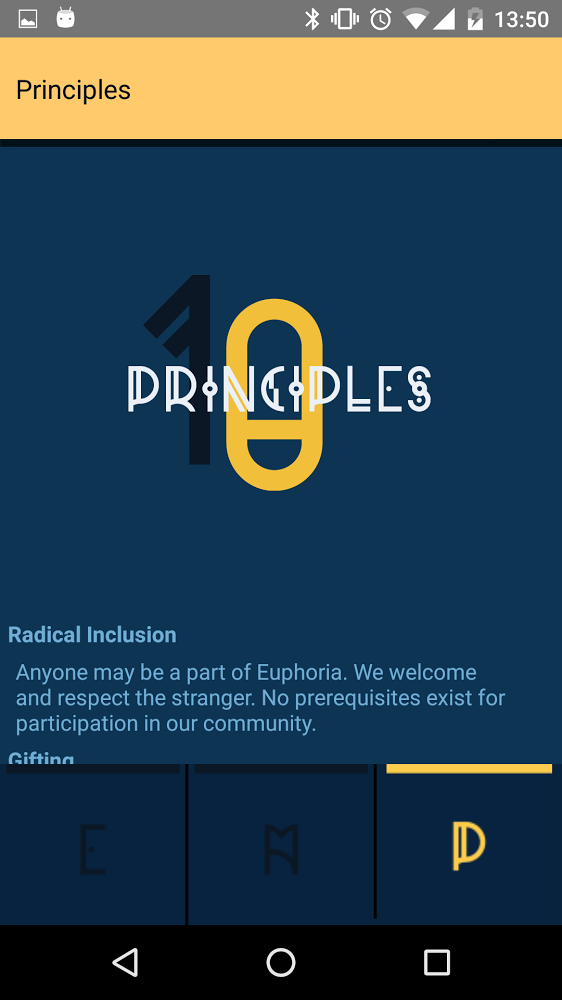 13:50
Principles
10
PRINCIPLES
Radical Inclusion
Anyone may be a part of Euphoria. We welcome
and respect the stranger. No prerequisites exist for
participation in our community.
Gifting
E
M
P